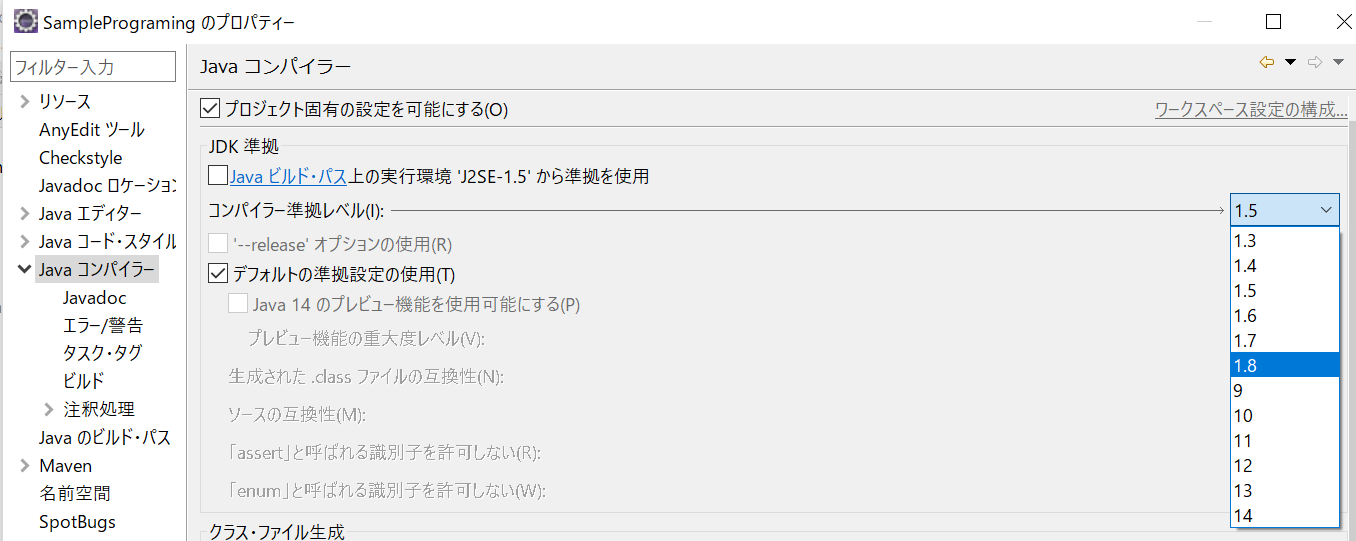 SamplePrograming のプロパティー
フィルター入力
リソース
AnyEdit ツール
Checkstyle
Javadoc ロケーション
Java エディター
Java コード・スタイル
Java コンパイラー
Javadoc
エラー/警告
タスク・タグ
ビルド
注釈処理
Java のビルド・パス
Maven
名前空間
SpotBugs
Java コンパイラー
プロジェクト固有の設定を可能にする(O)
ワークスペース設定の構成...
JDK 準拠
Java ビルド・パス上の実行環境 'J2SE-1.5' から準拠を使用
コンパイラー準拠レベル(I):
1.5
'--release' オプションの使用(R)
デフォルトの準拠設定の使用(T)
Java 14 のプレビュー機能を使用可能にする(P)
プレビュー機能の重大度レベル(V):
生成された .class ファイルの互換性(N):
ソースの互換性(M):
「assert」と呼ばれる識別子を許可しない(R):
「enum」と呼ばれる識別子を許可しない(W):
クラス・ファイル生成
1.3
1.4
1.5
1.6
1.7
1.8
9
10
11
12
13
14